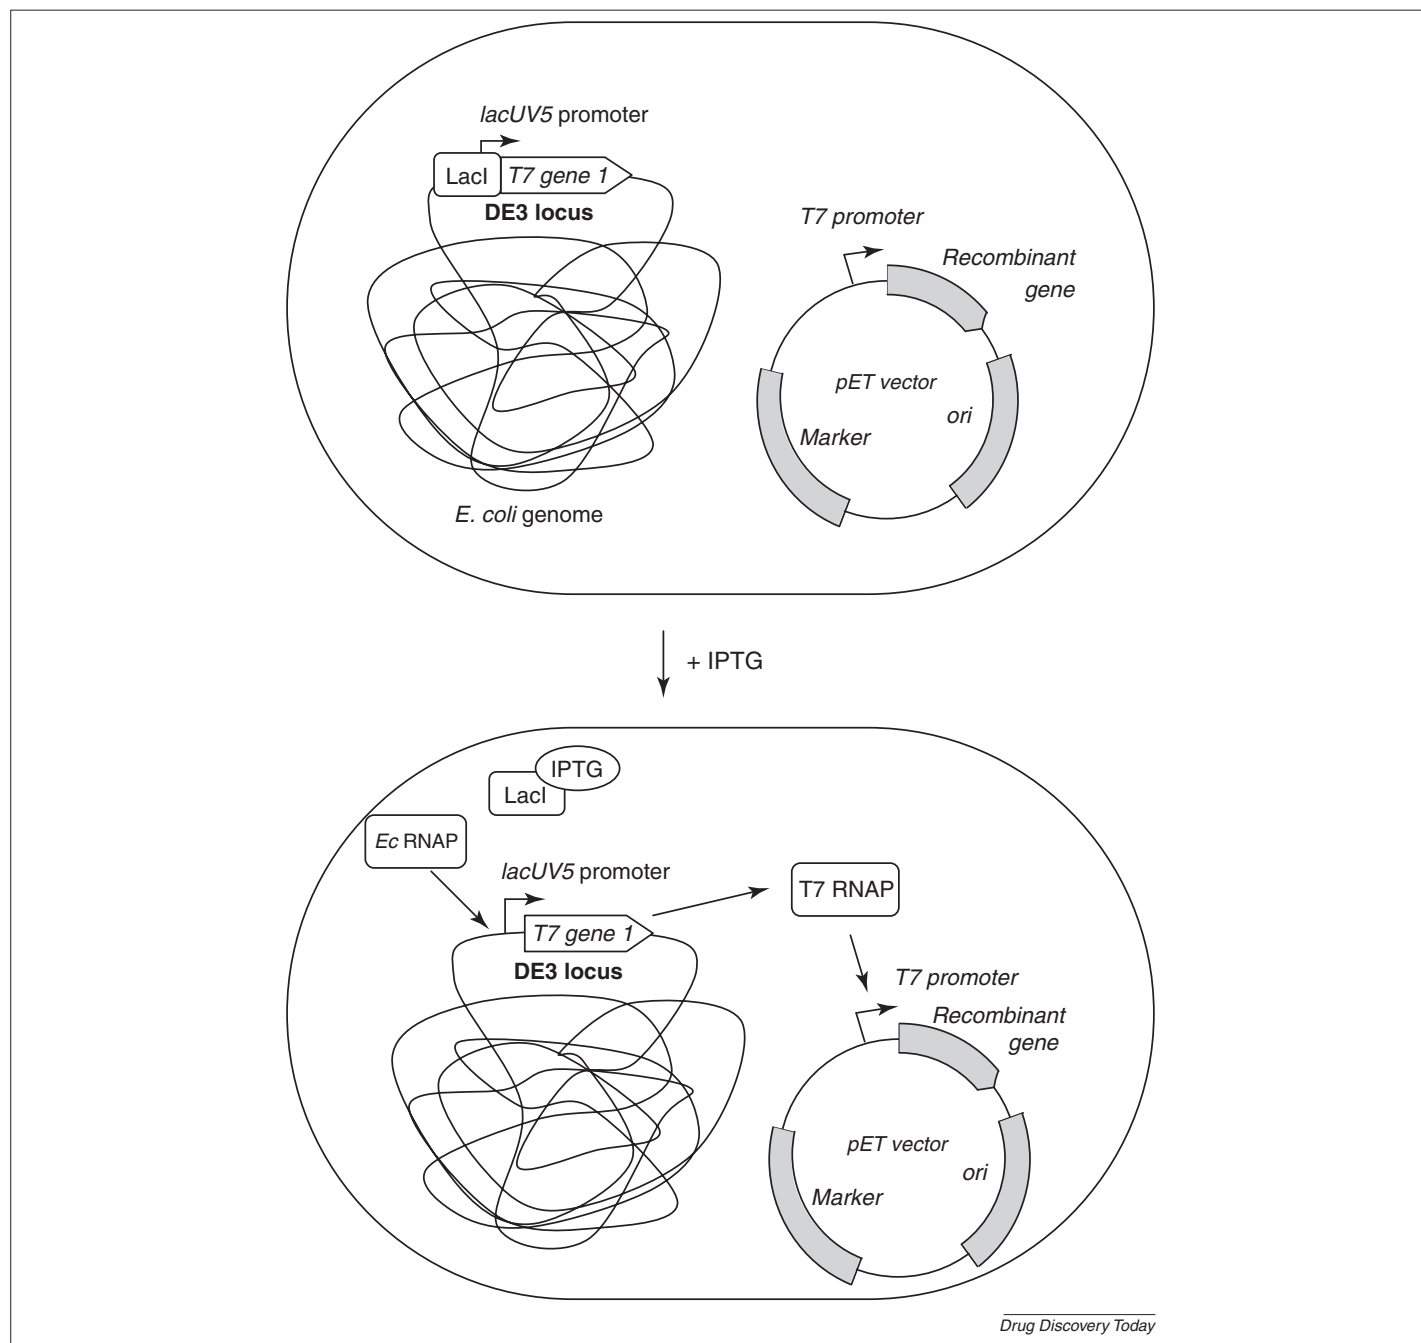 lacUV5 promoter
LacI
T7 gene 1
DE3 locus
T7 promoter
Recombinant
gene
pET vector
ori
Marker
E. coli genome
+ IPTG
IPTG
LacI
Ec RNAP
lacUV5 promoter
T7 RNAP
T7 gene 1
DE3 locus
T7 promoter
Recombinant
gene
pET vector
ori
Marker
Drug Discovery Today